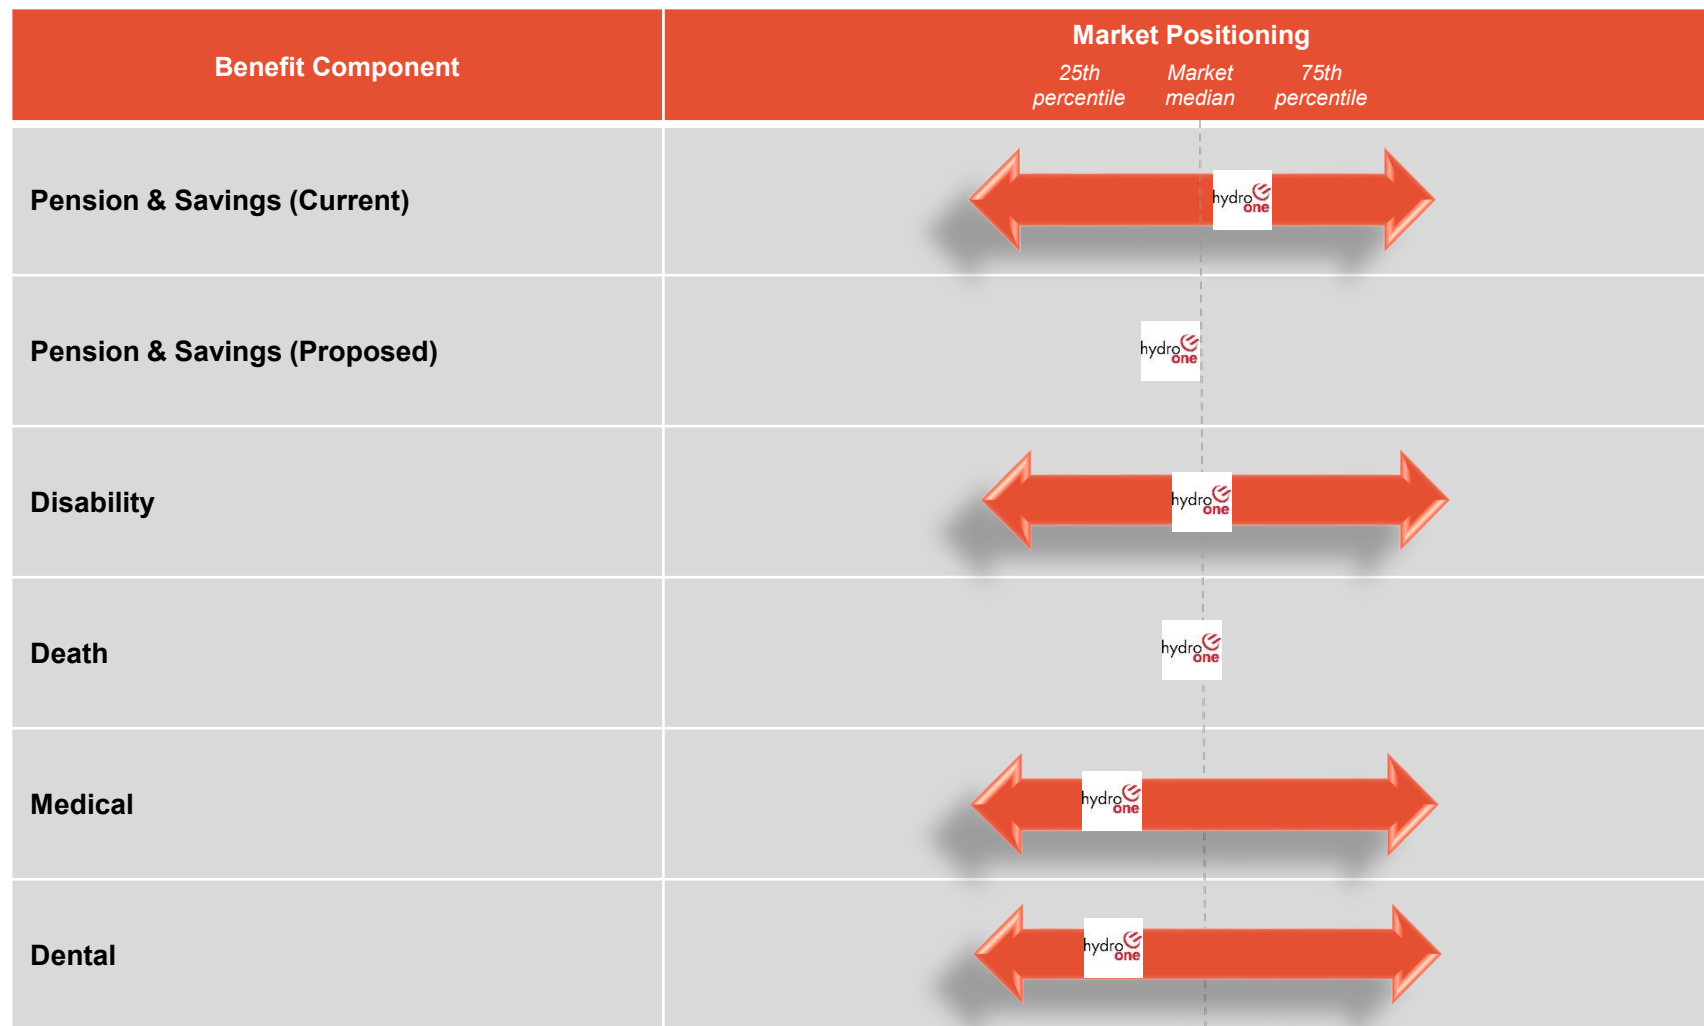 Benefit Component
Market Positioning
25th percentile
Market median
75th percentile
Pension & Savings (Current)
hydro
one
Pension & Savings (Proposed)
hydro
one
Disability
hydro
one
Death
hydro
one
Medical
hydro
one
Dental
hydro
one